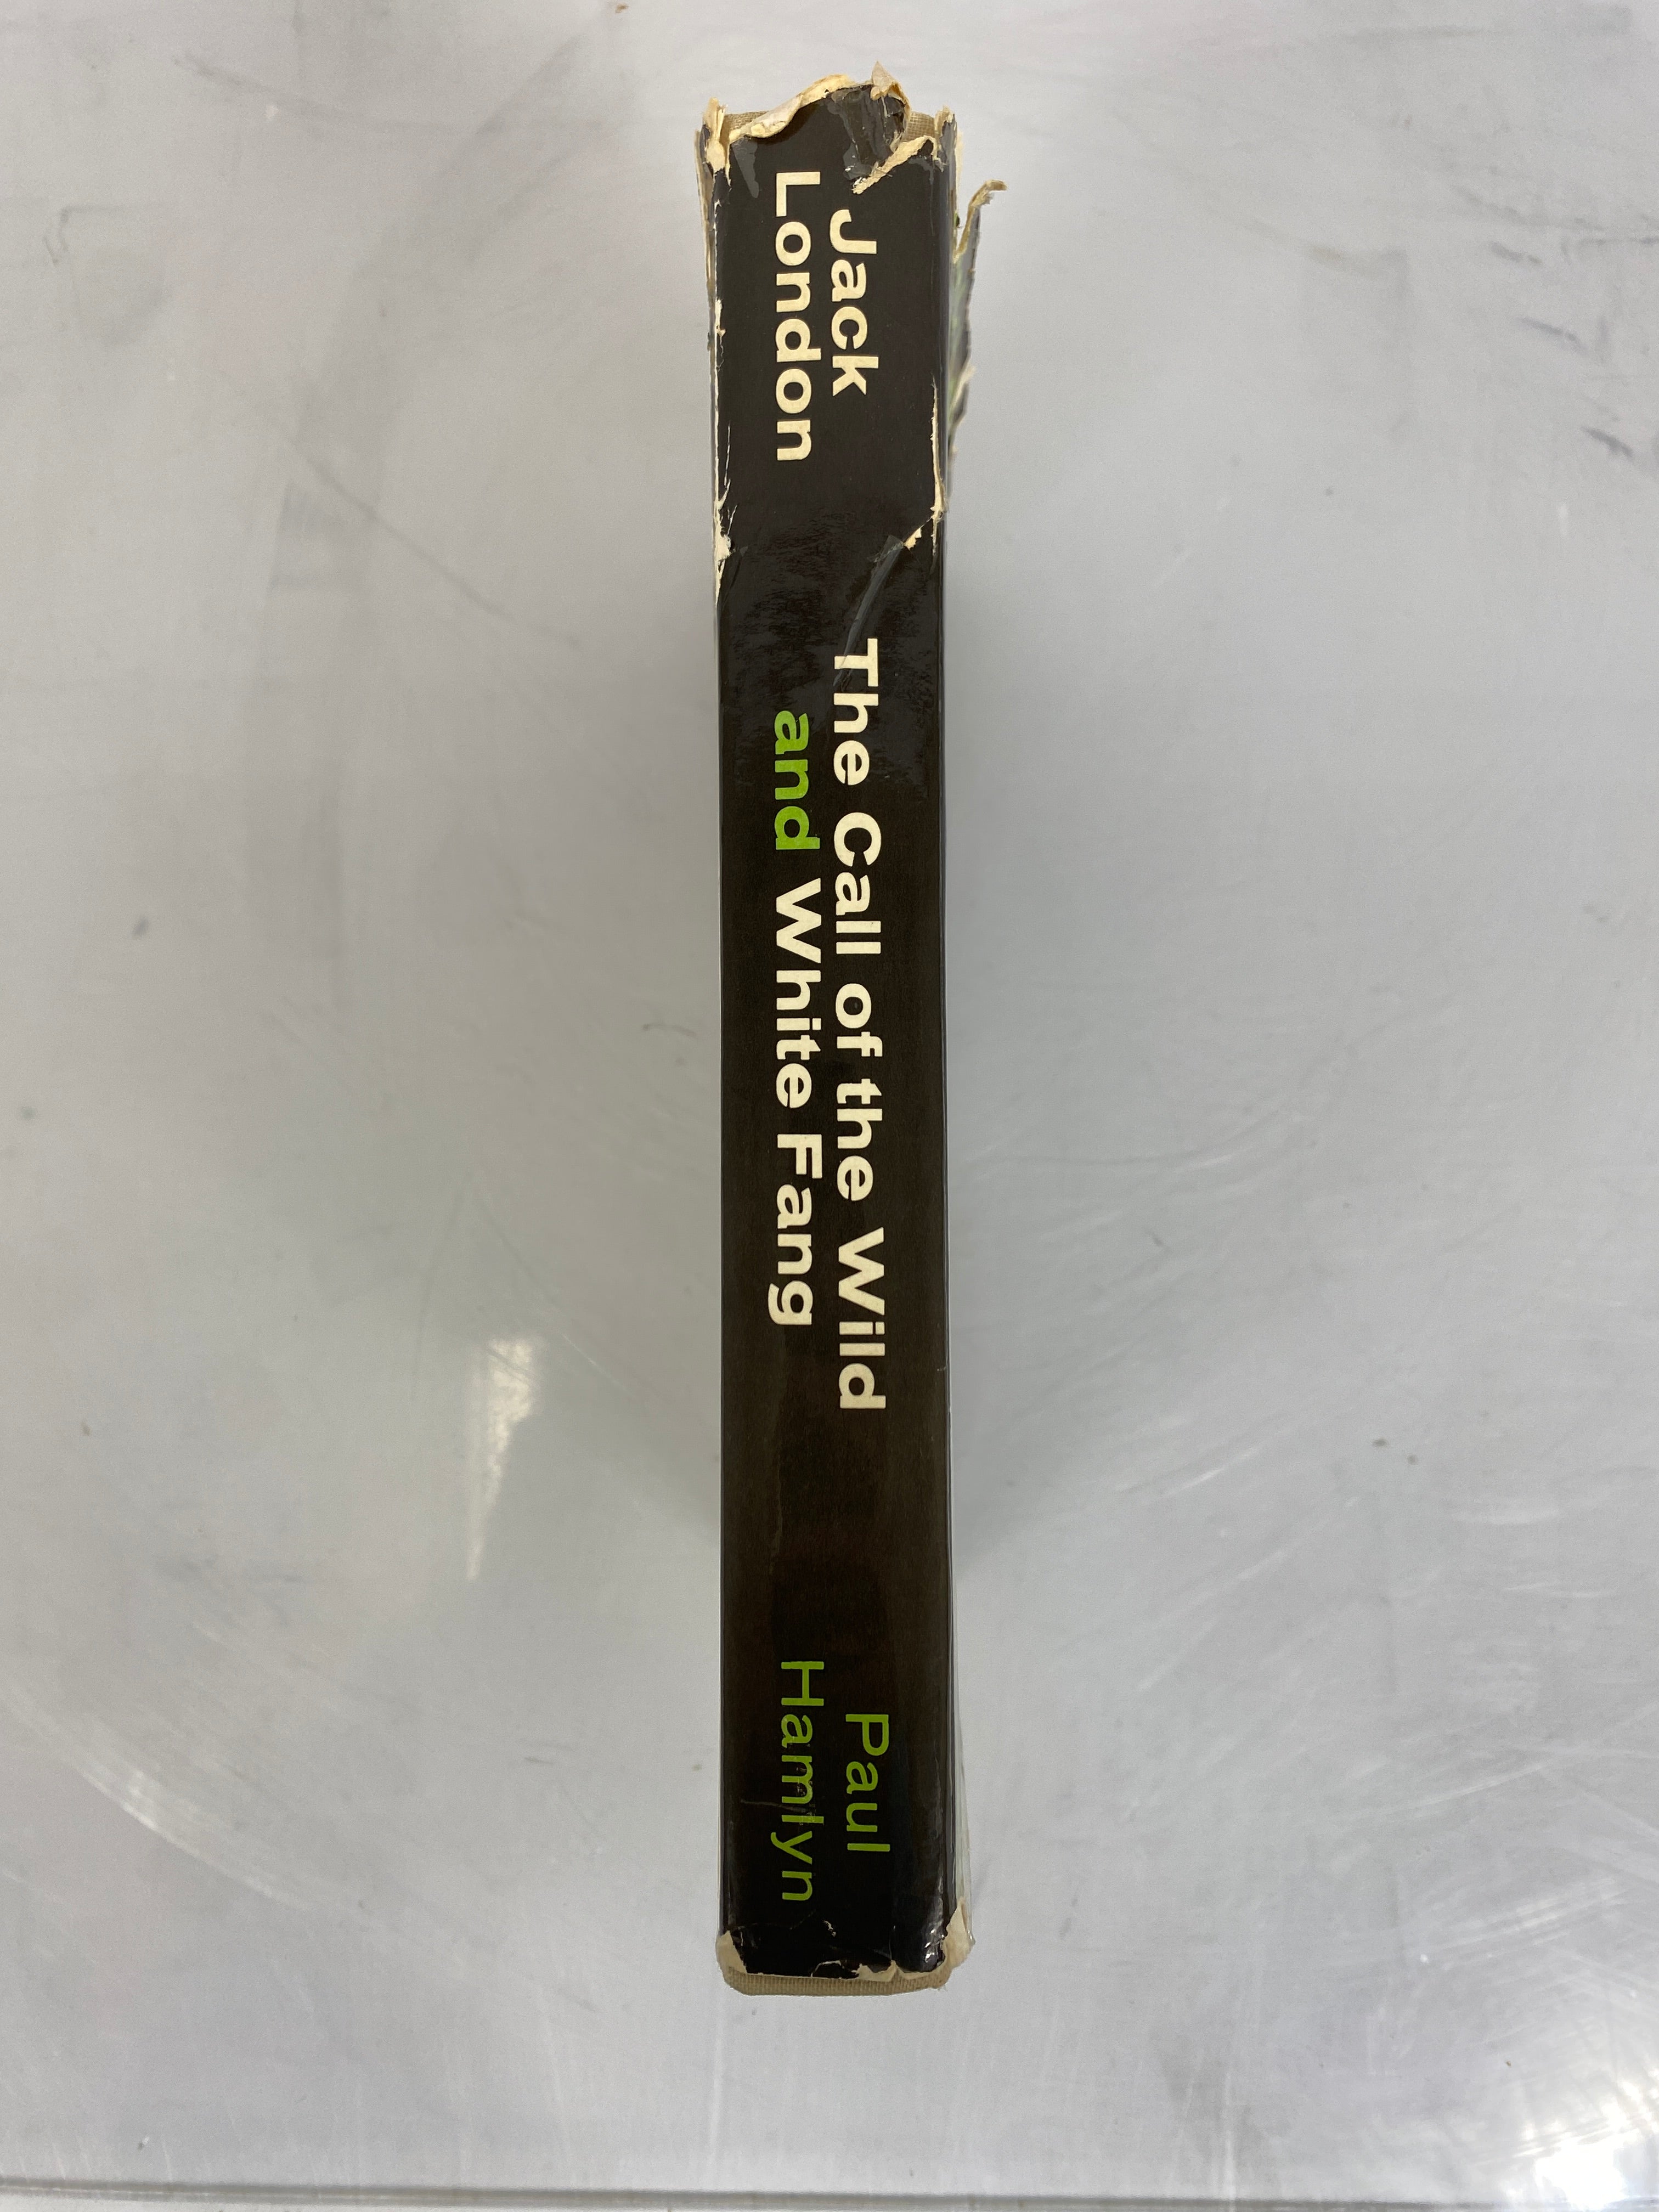 Jack
London
The Call of the Wild
and White Fang
Paul
Hamlyn